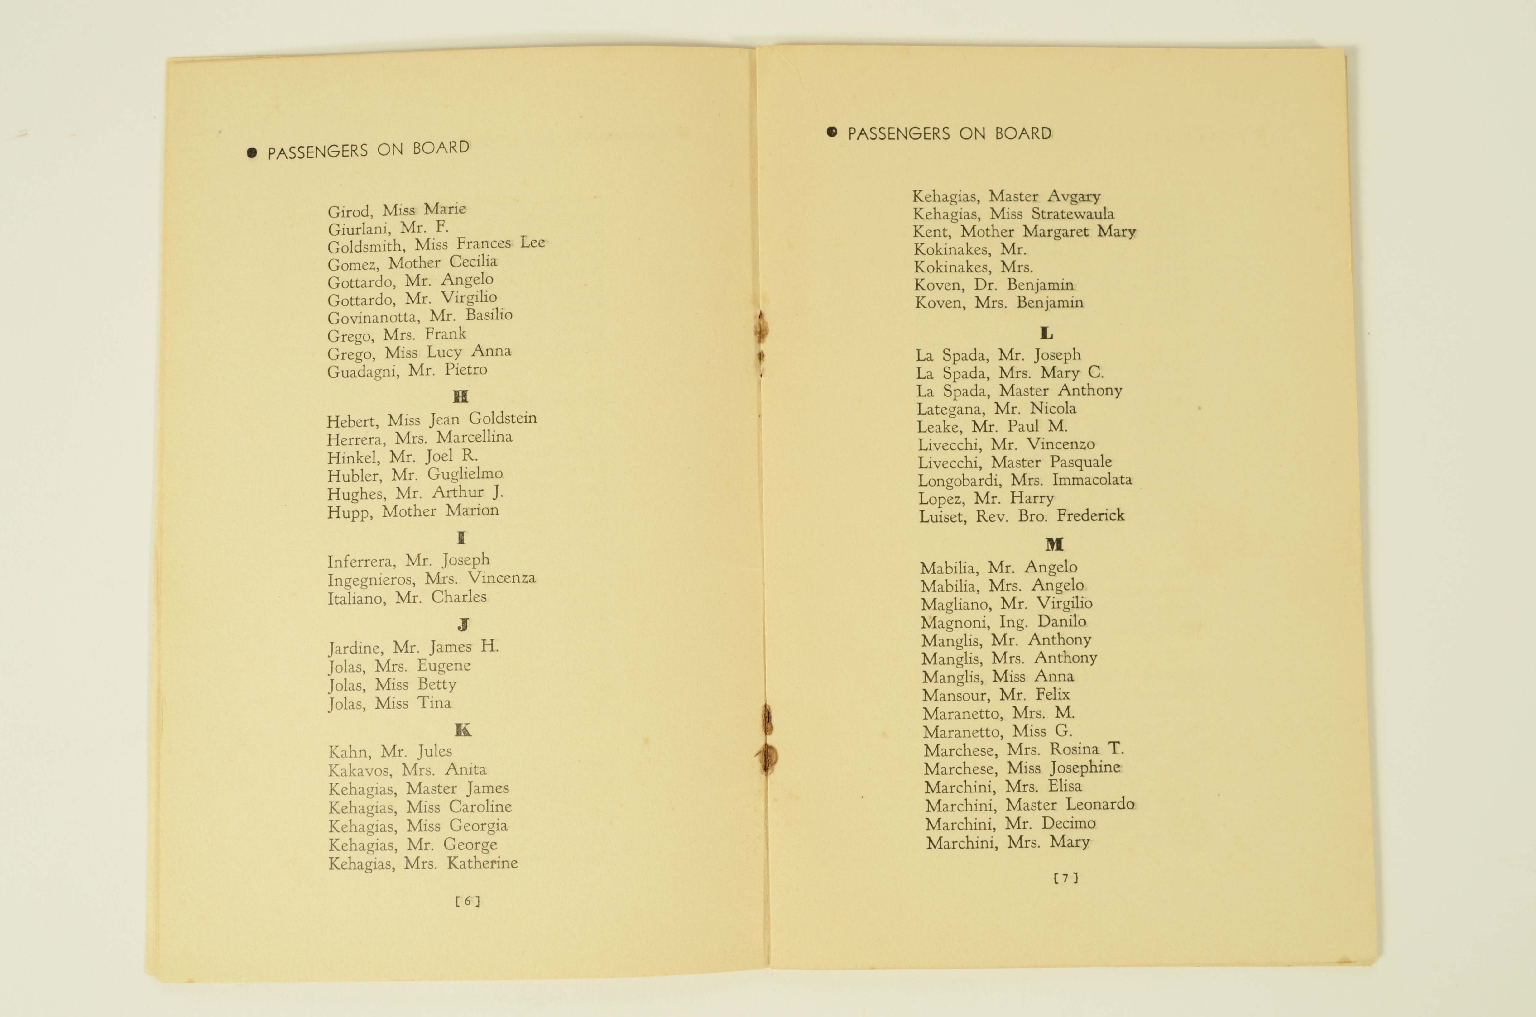 ● PASSENGERS ON BOARD
Girod, Miss Marie
Giurlani, Mr. F.
Goldsmith, Miss Frances Lee
Gomez, Mother Cecilia
Gottardo, Mr. Angelo
Gottardo, Mr. Virgilio
Govinanotta, Mr. Basilio
Grego, Mrs. Frank
Grego, Miss Lucy Anna
Guadagni, Mr. Pietro
H
Hebert, Miss Jean Goldstein
Herrera, Mrs. Marcellina
Hinkel, Mr. Joel R.
Hubler, Mr. Guglielmo
Hughes, Mr. Arthur J.
Hupp, Mother Marion
I
Inferrera, Mr. Joseph
Ingegnieros, Mrs. Vincenza
Italiano, Mr. Charles
J
Jardine, Mr. James H.
Jolas, Mrs. Eugene
Jolas, Miss Betty
Jolas, Miss Tina
K
Kahn, Mr. Jules
Kakavos, Mrs. Anita
Kehagias, Master James
Kehagias, Miss Caroline
Kehagias, Miss Georgia
Kehagias, Mr. George
Kehagias, Mrs. Katherine
[6]
● PASSENGERS ON BOARD
Kehagias, Master Avgary
Kehagias, Miss Stratewaula
Kent, Mother Margaret Mary
Kokinakes, Mr.
Kokinakes, Mrs.
Koven, Dr. Benjamin
Koven, Mrs. Benjamin
L
La Spada, Mr. Joseph
La Spada, Mrs. Mary C.
La Spada, Master Anthony
Lategana, Mr. Nicola
Leake, Mr. Paul M.
Livecchi, Mr. Vincenzo
Livecchi, Master Pasquale
Longobardi, Mrs. Immacolata
Lopez, Mr. Harry
Luiset, Rev. Bro. Frederick
M
Mabilia, Mr. Angelo
Mabilia, Mrs. Angelo
Magliano, Mr. Virgilio
Magnoni, Ing. Danilo
Manglis, Mr. Anthony
Manglis, Mrs. Anthony
Manglis, Miss Anna
Mansour, Mr. Felix
Maranetto, Mrs. M.
Maranetto, Miss G.
Marchese, Mrs. Rosina T.
Marchese, Miss Josephine
Marchini, Mrs. Elisa
Marchini, Master Leonardo
Marchini, Mr. Decimo
Marchini, Mrs. Mary
[7]